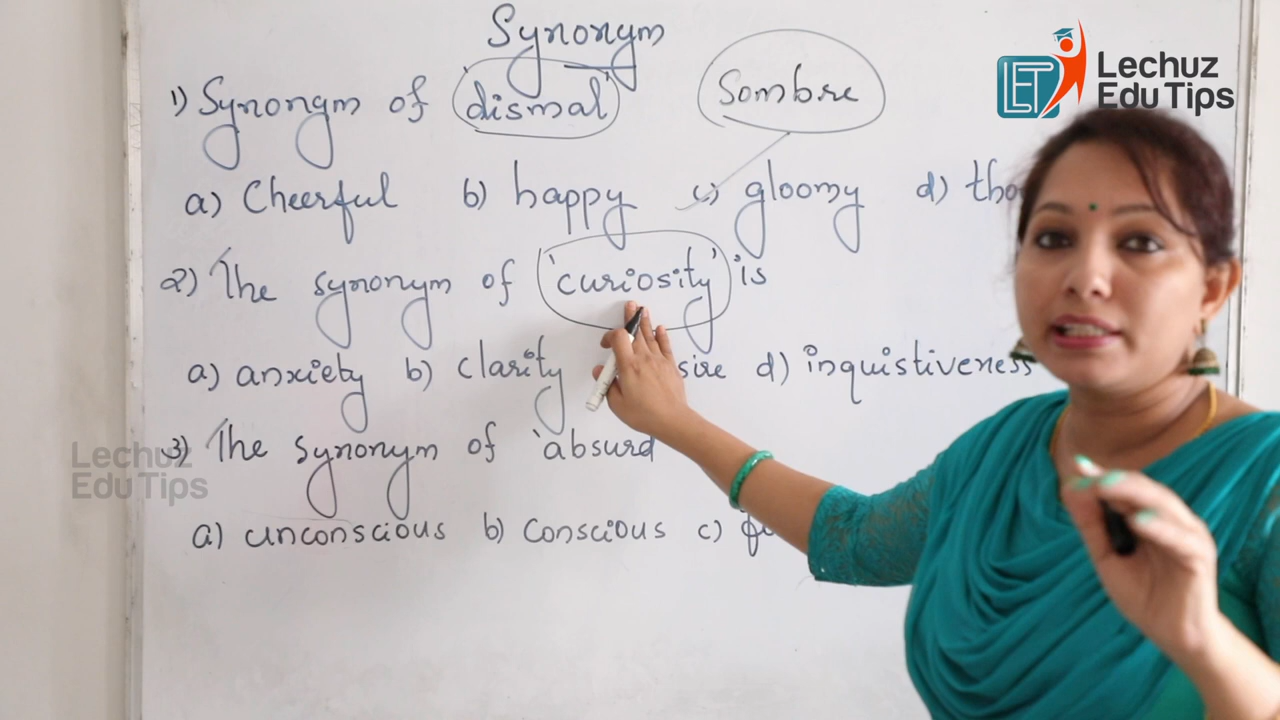 Synonym
1) Synonym of 'dismal' Sombre
a) Cheerful b) happy c) gloomy d)
2) The synonym of 'curiosity' is
a) anxiety b) clarity d) inquistiveness
3) The synonym of 'absurd
a) unconscious b) conscious c)
LET
Lechuz
Edu Tips
Lechuz
Edu Tips